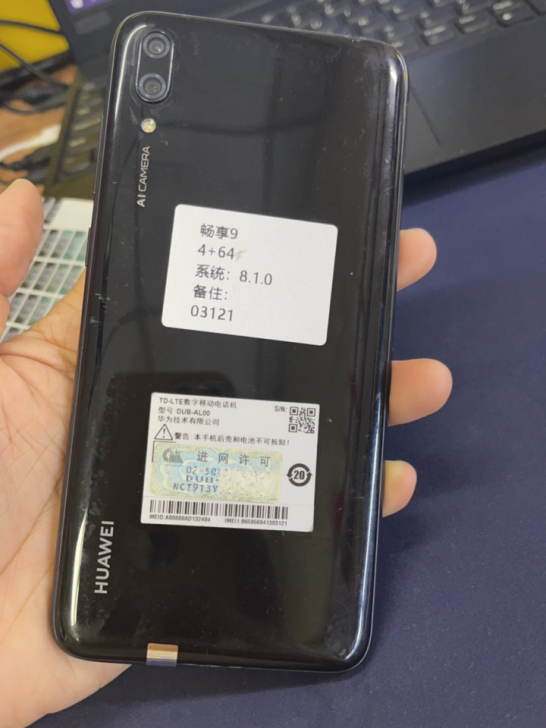 AI CAMERA
畅享9
4+64
系统：8.1.0
备住：
03121
TD-LTE数字移动电话机
型号 DUB-AL00
华为技术有限公司
S/N:
警告：本手机后壳和电池不可拆卸！
进网许可
DUB-
NCT9T3Y
20
HUAWEI